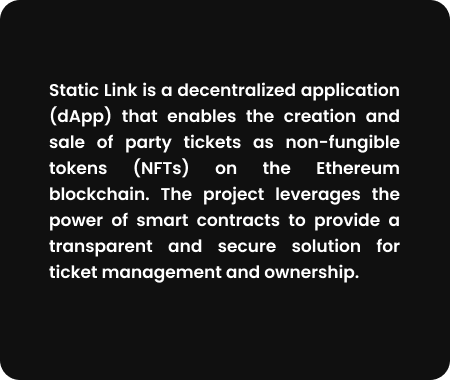 Static Link is a decentralized application
(dApp) that enables the creation and
sale of party tickets as non-fungible
tokens (NFTs) on the Ethereum
blockchain. The project leverages the
power of smart contracts to provide a
transparent and secure solution for
ticket management and ownership.